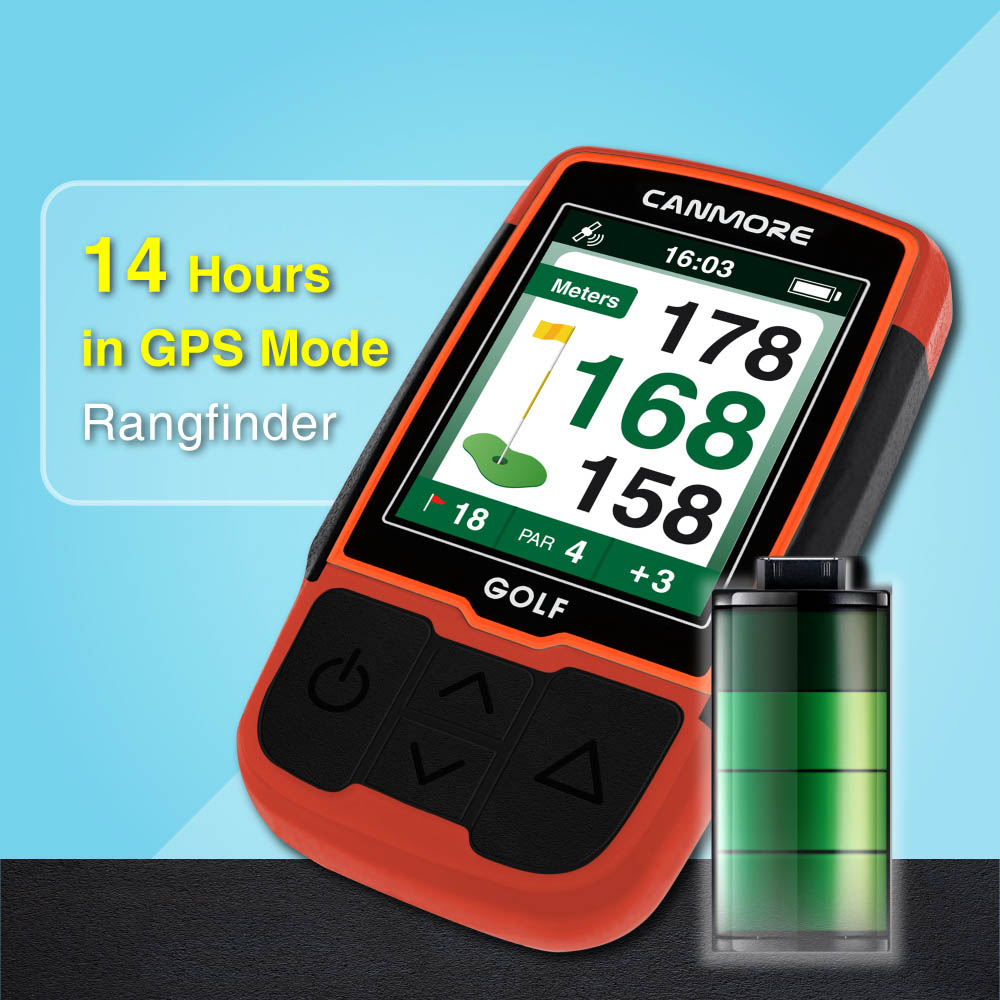 14 Hours
in GPS Mode
Rangfinder
CANMORE
16:03
Meters
178
168
158
18
PAR 4
+3
GOLF